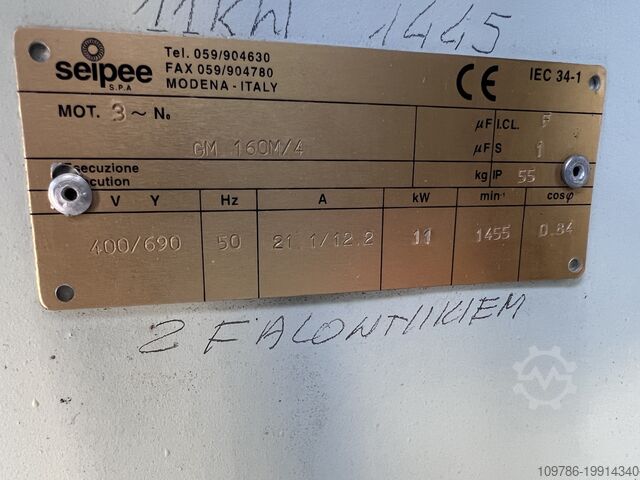 11KW 1445
seipee
S.P.A
Tel. 059/904630
FAX 059/904780
MODENA - ITALY
CE IEC 34-1
MOT. 3 ~ No
µF I.CL. F
GM 160M/4
µF S 1
Esecuzione
kg IP 55
V Y Hz A kW min⁻¹ cosφ
400/690 50 21.1/12.2 11 1455 0.84
Z FALOWNIKIEM
109786-19914340